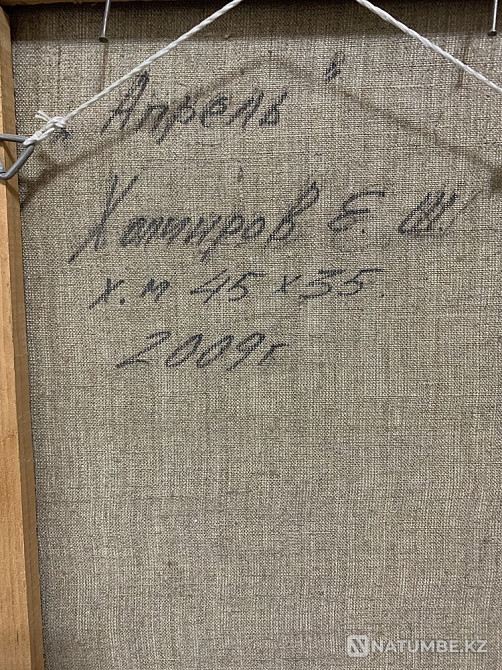 „Апрель"
Хамиров Е. Ш.
х.м 45 х 35.
2009г
NATUMBE.KZ